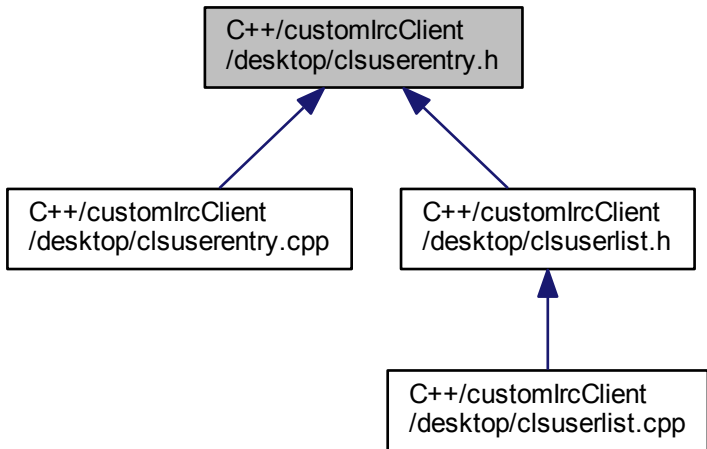 C++/customIrcClient
/desktop/clsuserentry.h
C++/customIrcClient
/desktop/clsuserentry.cpp
C++/customIrcClient
/desktop/clsuserlist.h
C++/customIrcClient
/desktop/clsuserlist.cpp